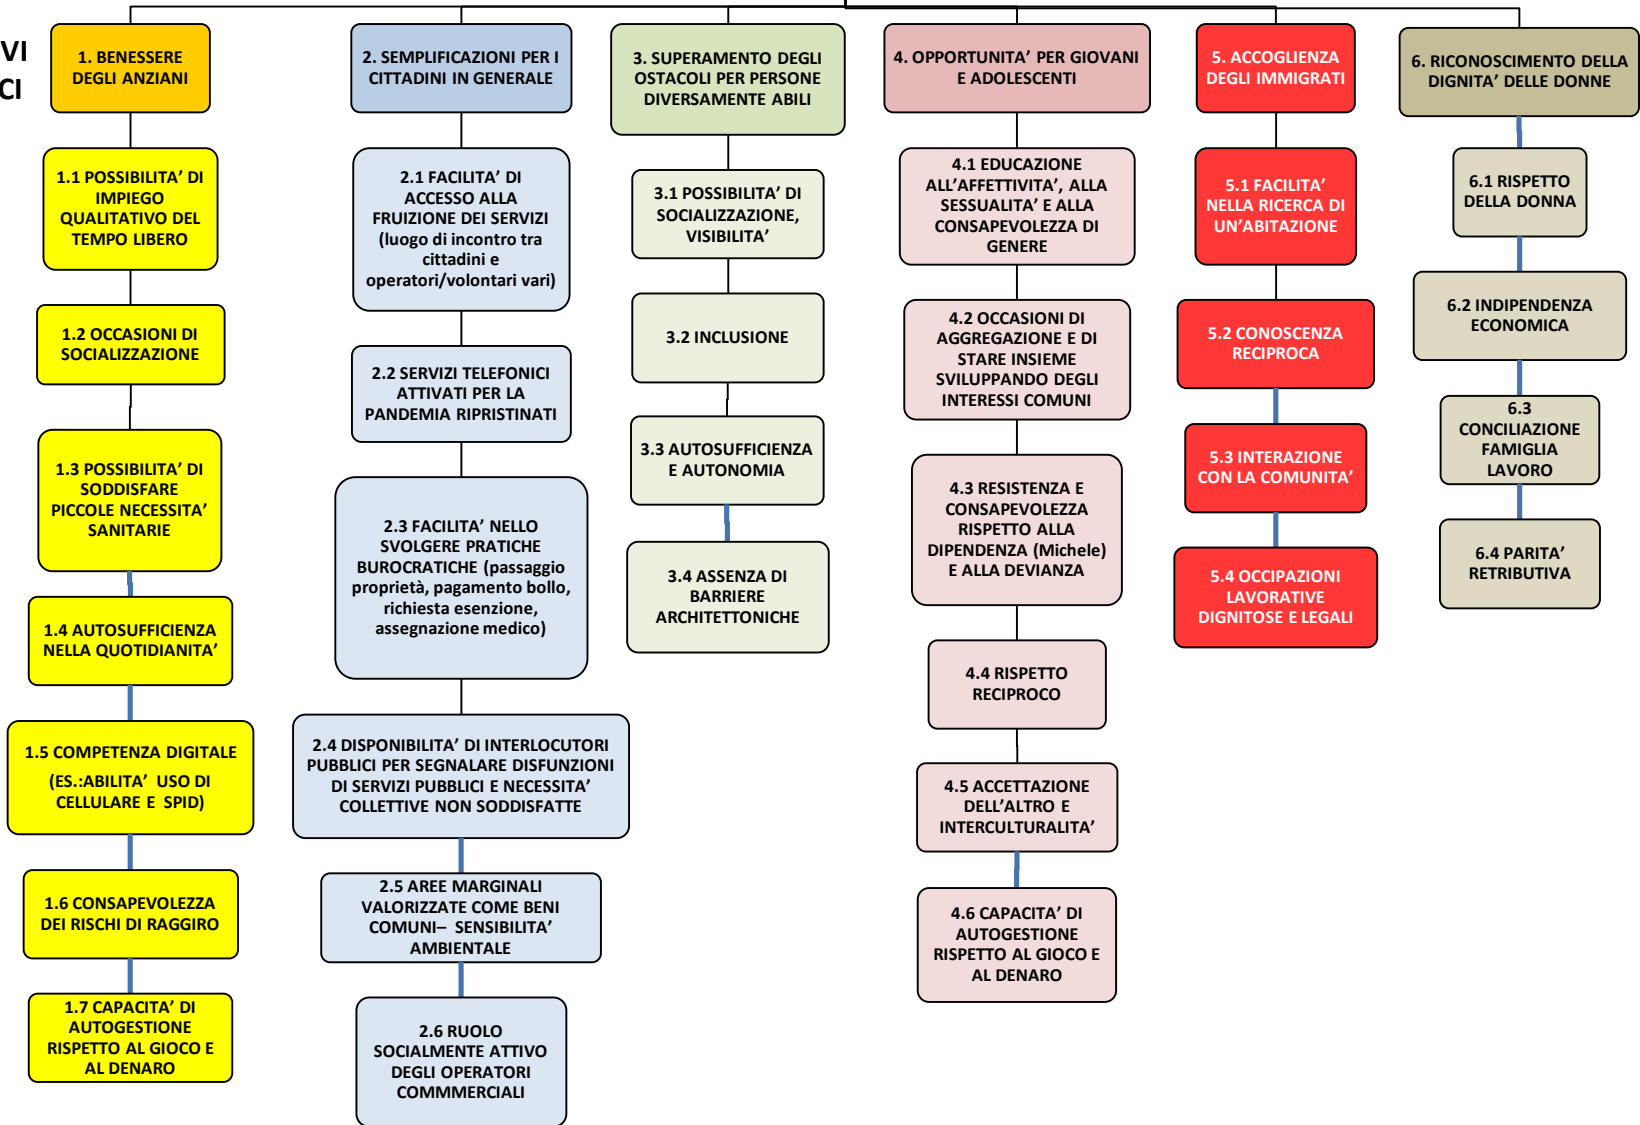 VI
CI
1. BENESSERE
DEGLI ANZIANI
1.1 POSSIBILITA’ DI
IMPIEGO
QUALITATIVO DEL
TEMPO LIBERO
1.2 OCCASIONI DI
SOCIALIZZAZIONE
1.3 POSSIBILITA’ DI
SODDISFARE
PICCOLE NECESSITA’
SANITARIE
1.4 AUTOSUFFICIENZA
NELLA QUOTIDIANITA’
1.5 COMPETENZA DIGITALE
(ES.:ABILITA’ USO DI
CELLULARE E SPID)
1.6 CONSAPEVOLEZZA
DEI RISCHI DI RAGGIRO
1.7 CAPACITA’ DI
AUTOGESTIONE
RISPETTO AL GIOCO E
AL DENARO
2. SEMPLIFICAZIONI PER I
CITTADINI IN GENERALE
2.1 FACILITA’ DI
ACCESSO ALLA
FRUIZIONE DEI SERVIZI
(luogo di incontro tra
cittadini e
operatori/volontari vari)
2.2 SERVIZI TELEFONICI
ATTIVATI PER LA
PANDEMIA RIPRISTINATI
2.3 FACILITA’ NELLO
SVOLGERE PRATICHE
BUROCRATICHE (passaggio
proprietà, pagamento bollo,
richiesta esenzione,
assegnazione medico)
2.4 DISPONIBILITA’ DI INTERLOCUTORI
PUBBLICI PER SEGNALARE DISFUNZIONI
DI SERVIZI PUBBLICI E NECESSITA’
COLLETTIVE NON SODDISFATTE
2.5 AREE MARGINALI
VALORIZZATE COME BENI
COMUNI– SENSIBILITA’
AMBIENTALE
2.6 RUOLO
SOCIALMENTE ATTIVO
DEGLI OPERATORI
COMMMERCIALI
3. SUPERAMENTO DEGLI
OSTACOLI PER PERSONE
DIVERSAMENTE ABILI
3.1 POSSIBILITA’ DI
SOCIALIZZAZIONE,
VISIBILITA’
3.2 INCLUSIONE
3.3 AUTOSUFFICIENZA
E AUTONOMIA
3.4 ASSENZA DI
BARRIERE
ARCHITETTONICHE
4. OPPORTUNITA’ PER GIOVANI
E ADOLESCENTI
4.1 EDUCAZIONE
ALL’AFFETTIVITA’, ALLA
SESSUALITA’ E ALLA
CONSAPEVOLEZZA DI
GENERE
4.2 OCCASIONI DI
AGGREGAZIONE E DI
STARE INSIEME
SVILUPPANDO DEGLI
INTERESSI COMUNI
4.3 RESISTENZA E
CONSAPEVOLEZZA
RISPETTO ALLA
DIPENDENZA (Michele)
E ALLA DEVIANZA
4.4 RISPETTO
RECIPROCO
4.5 ACCETTAZIONE
DELL’ALTRO E
INTERCULTURALITA’
4.6 CAPACITA’ DI
AUTOGESTIONE
RISPETTO AL GIOCO E
AL DENARO
5. ACCOGLIENZA
DEGLI IMMIGRATI
5.1 FACILITA’
NELLA RICERCA DI
UN’ABITAZIONE
5.2 CONOSCENZA
RECIPROCA
5.3 INTERAZIONE
CON LA COMUNITA’
5.4 OCCIPAZIONI
LAVORATIVE
DIGNITOSE E LEGALI
6. RICONOSCIMENTO DELLA
DIGNITA’ DELLE DONNE
6.1 RISPETTO
DELLA DONNA
6.2 INDIPENDENZA
ECONOMICA
6.3
CONCILIAZIONE
FAMIGLIA
LAVORO
6.4 PARITA’
RETRIBUTIVA